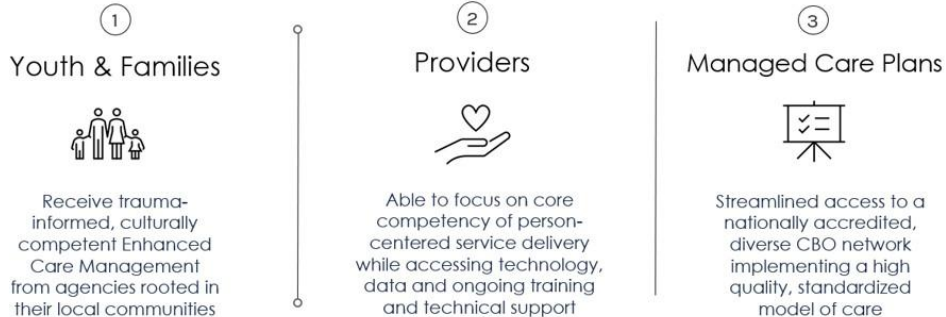 1
Youth & Families
Receive trauma-
informed, culturally
competent Enhanced
Care Management
from agencies rooted in
their local communities
2
Providers
Able to focus on core
competency of person-
centered service delivery
while accessing technology,
data and ongoing training
and technical support
3
Managed Care Plans
Streamlined access to a
nationally accredited,
diverse CBO network
implementing a high
quality, standardized
model of care